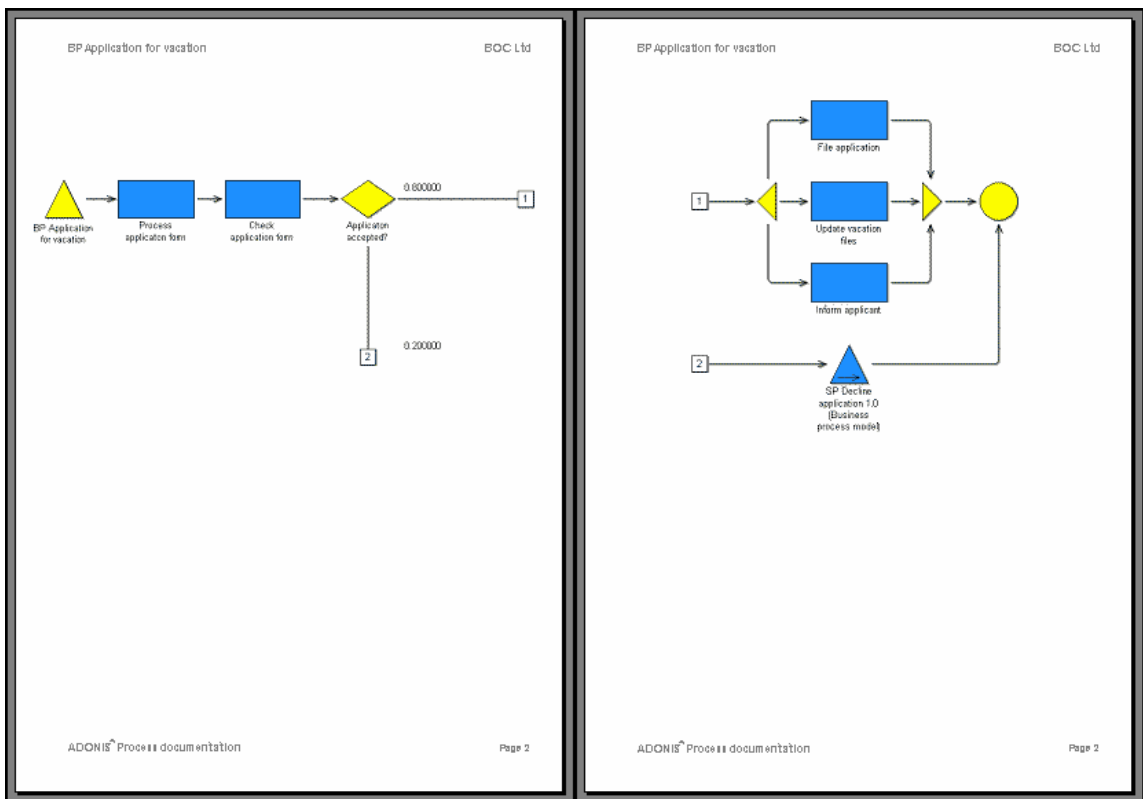 BP Application for vacation
BOC Ltd
0.800000
1
BP Application
for vacation
Process
applicaton form
Check
application form
Applicaton
accepted?
2
0.200000
ADONIS^ Process documentation
Page 2
BP Application for vacation
BOC Ltd
File application
1
Update vacation
files
Inform applicant
2
SP Decline
application 1.0
(Business
process model)
ADONIS^ Process documentation
Page 2